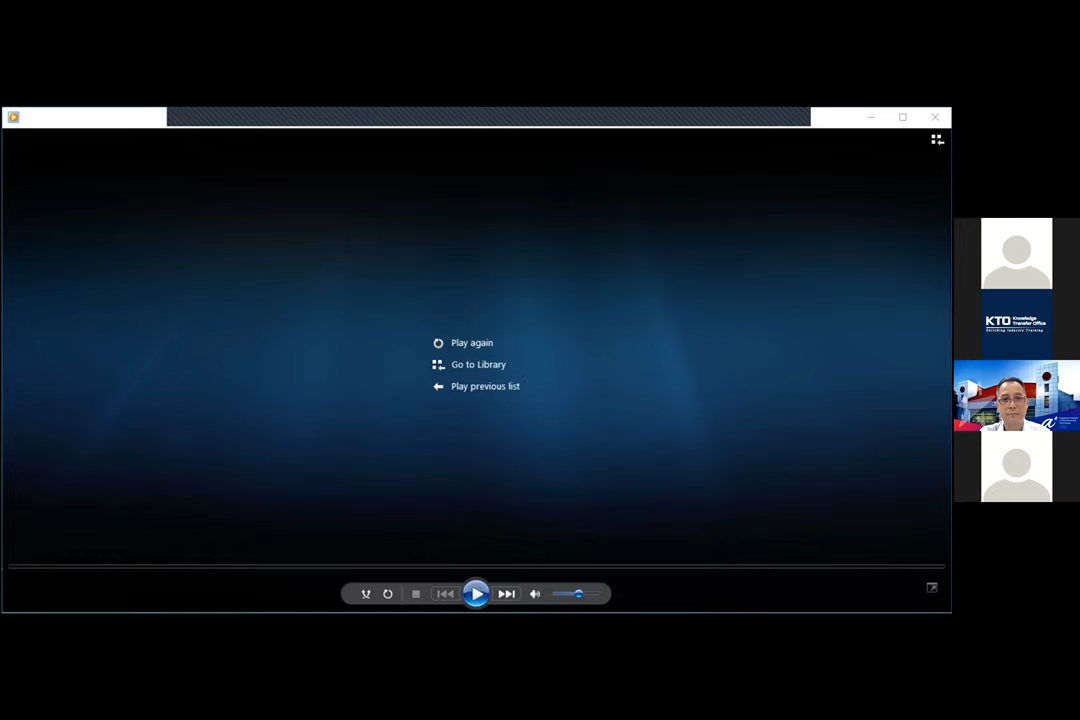 Play again
Go to Library
Play previous list
KTO Knowledge
Transfer Office
Enriching Industry Training